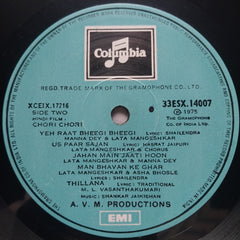 Columbia
REGD. TRADE MARK OF THE GRAMOPHONE CO. LTD.
XCEIX.17216
SIDE TWO
HINDI FILM :
CHORI CHORI
33ESX.14007
℗ 1975
The Gramophone
Co. of India Ltd.
YEH RAAT BHEEGI BHEEGI Lyric: Shailendra
MANNA DEY & LATA MANGESHKAR
US PAAR SAJAN Lyric: Hasrat Jaipuri
LATA MANGESHKAR & CHORUS
JAHAN MAIN JAATI HOON
LATA MANGESHKAR & MANNA DEY
MAN BHAVAN KE GHAR
LATA MANGESHKAR & ASHA BHOSLE
Lyrics: Shailendra
THILLANA Lyric: Traditional
M. L. VASANTHAKUMARI
Music: Shankar Jaikishan
A. V. M. PRODUCTIONS
EMI